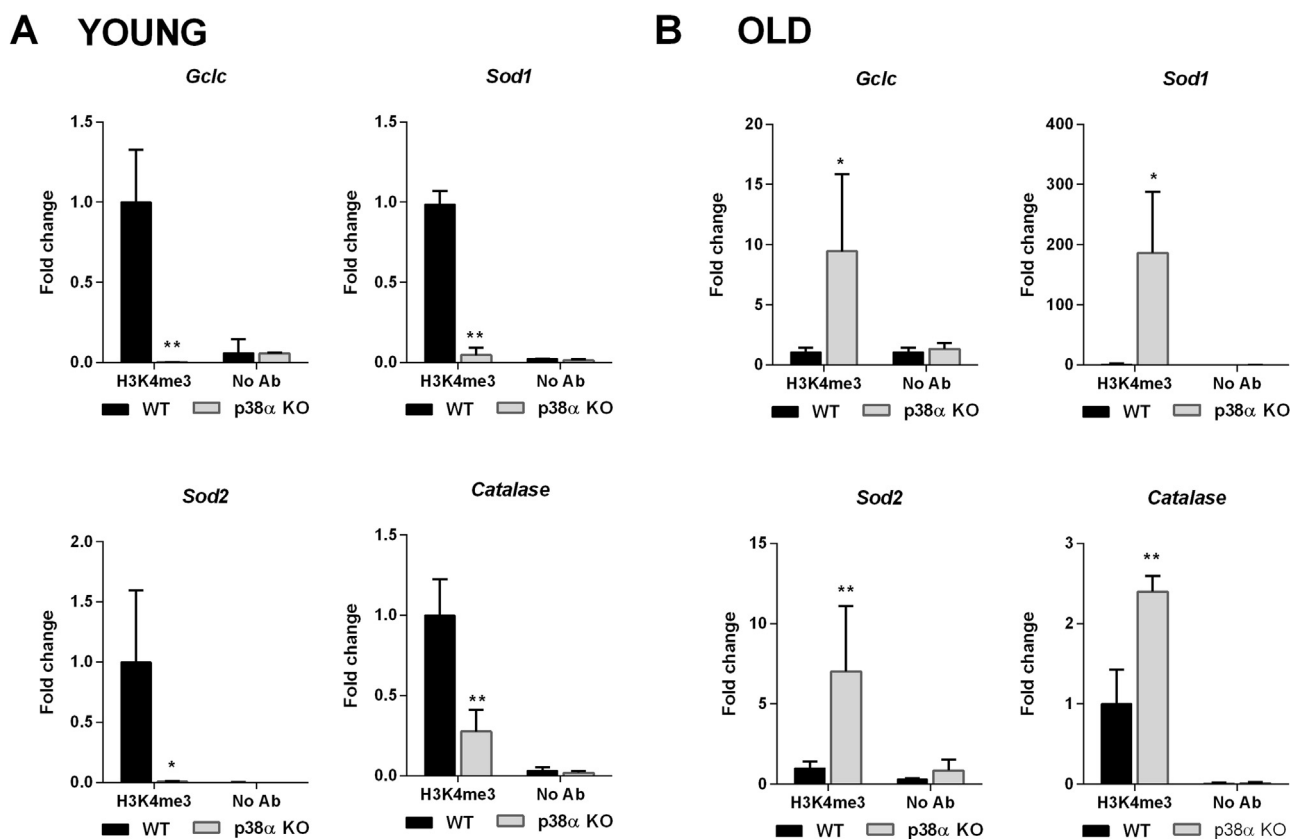 A YOUNG
Gclc
Fold change
1.5
1.0
0.5
0.0
H3K4me3 No Ab
WT p38α KO
Sod1
Fold change
1.5
1.0
0.5
0.0
H3K4me3 No Ab
WT p38α KO
**
**
Sod2
Fold change
2.0
1.5
1.0
0.5
0.0
*
H3K4me3 No Ab
WT p38α KO
Catalase
Fold change
1.5
1.0
0.5
0.0
**
H3K4me3 No Ab
WT p38α KO
B OLD
Gclc
Fold change
20
15
10
5
0
*
H3K4me3 No Ab
WT p38α KO
Sod1
Fold change
400
300
200
100
0
*
H3K4me3 No Ab
WT p38α KO
Sod2
Fold change
15
10
5
0
**
H3K4me3 No Ab
WT p38α KO
Catalase
Fold change
3
2
1
0
**
H3K4me3 No Ab
WT p38α KO